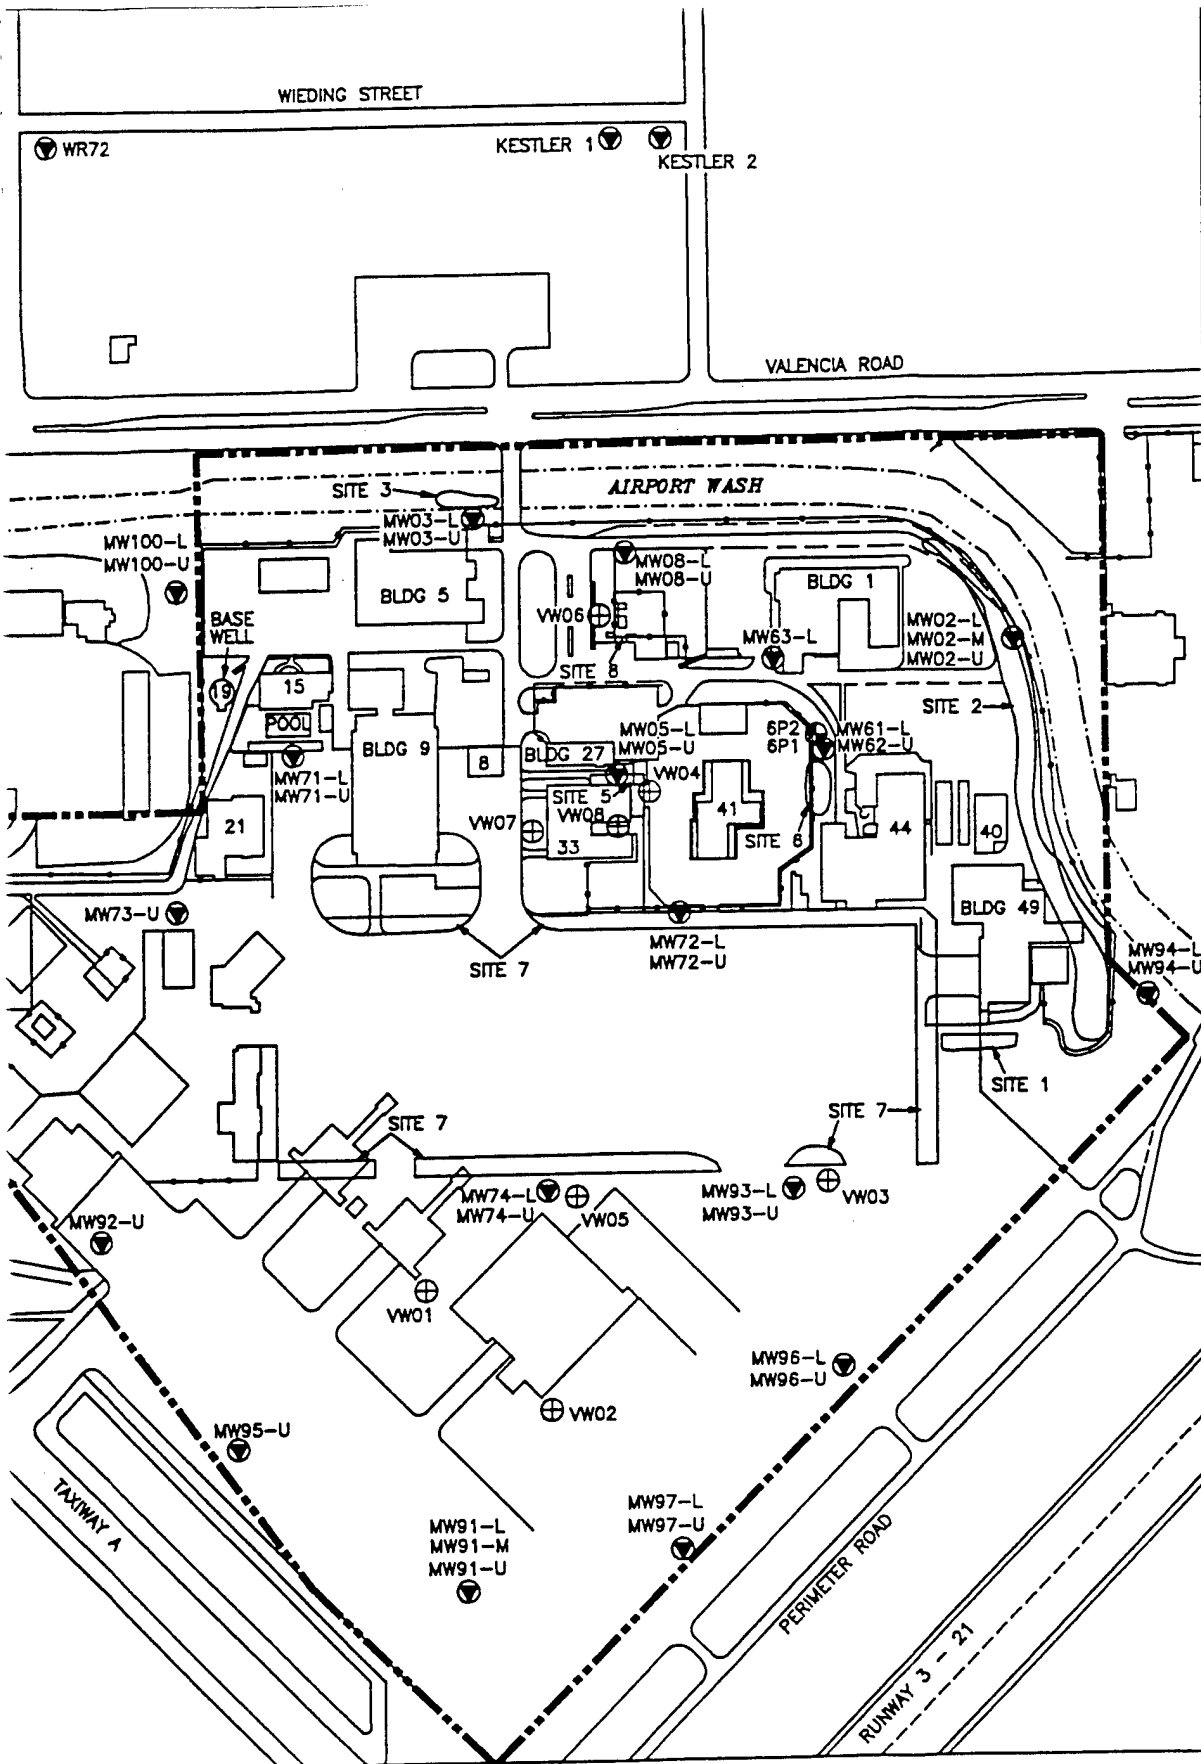 WIEDING STREET
WR72
KESTLER 1
KESTLER 2
VALENCIA ROAD
AIRPORT WASH
SITE 3
MW03-L
MW03-U
MW100-L
MW100-U
MW08-L
MW08-U
BLDG 5
BLDG 1
VW06
BASE
WELL
MW02-L
MW02-M
MW02-U
MW63-L
SITE 8
19
15
SITE 2
POOL
MW05-L
MW05-U
6P2
6P1
MW61-L
MW62-U
BLDG 9
8
BLDG 27
VW04
MW71-L
MW71-U
SITE 5
VW08
41
21
VW07
33
SITE 6
44
40
MW73-U
BLDG 49
SITE 7
MW72-L
MW72-U
MW94-L
MW94-U
SITE 1
SITE 7
SITE 7
MW74-L
MW74-U
VW05
MW93-L
MW93-U
VW03
MW92-U
VW01
MW96-L
MW96-U
VW02
MW95-U
TAXIWAY A
MW91-L
MW91-M
MW91-U
MW97-L
MW97-U
PERIMETER ROAD
RUNWAY 3 - 21